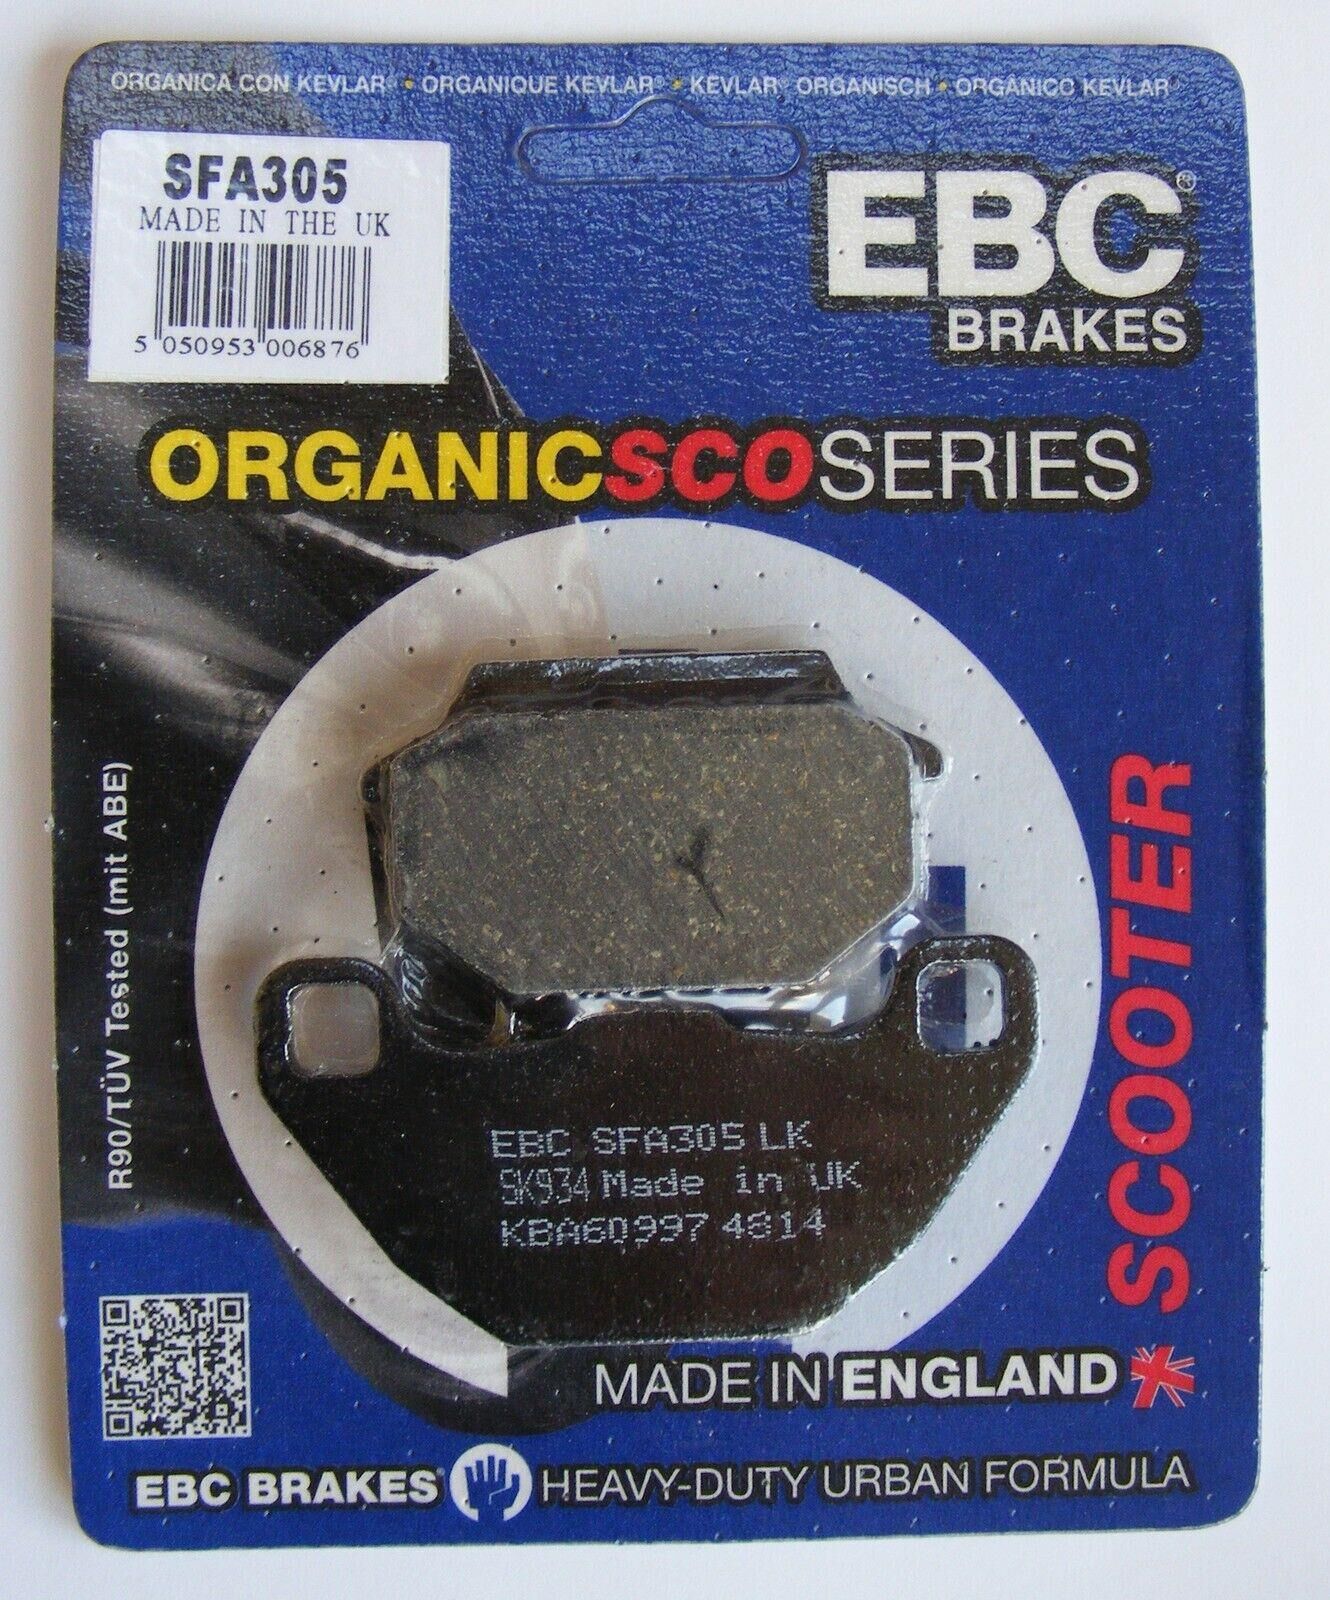 ORGANICA CON KEVLAR® • ORGANIQUE KEVLAR® • KEVLAR® ORGANISCH • ORGÂNICO KEVLAR®
SFA305
MADE IN THE UK
5 050953 006876
EBC®
BRAKES
ORGANICSCOSERIES
R90/TÜV Tested (mit ABE)
SCOOTER
EBC SFA305 LK
SK934 Made in UK
KBA60997 4814
MADE IN ENGLAND
EBC BRAKES® HEAVY-DUTY URBAN FORMULA